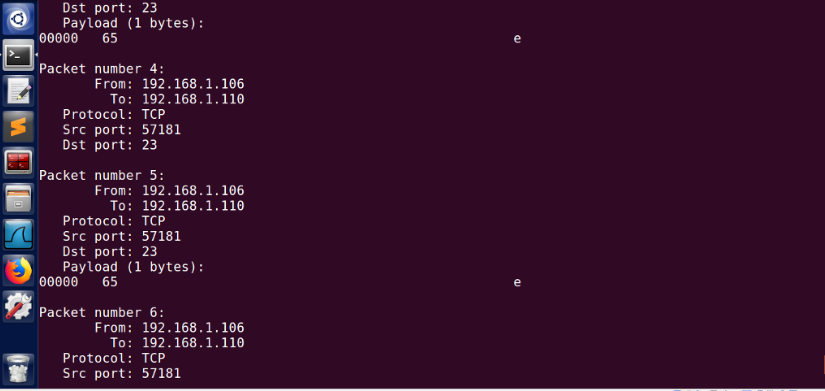 Dst port: 23
Payload (1 bytes):
00000   65                                                  e
Packet number 4:
From: 192.168.1.106
To: 192.168.1.110
Protocol: TCP
Src port: 57181
Dst port: 23
Packet number 5:
From: 192.168.1.106
To: 192.168.1.110
Protocol: TCP
Src port: 57181
Dst port: 23
Payload (1 bytes):
00000   65                                                  e
Packet number 6:
From: 192.168.1.106
To: 192.168.1.110
Protocol: TCP
Src port: 57181